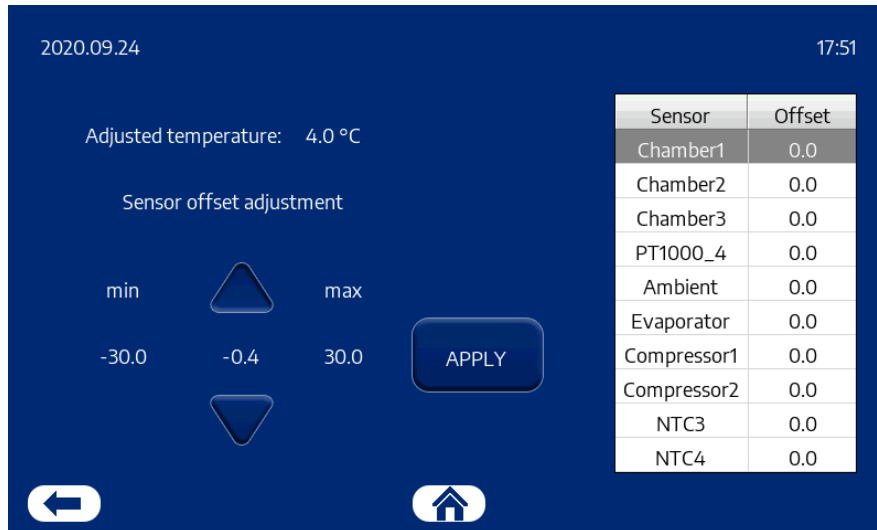 2020.09.24 17:51
Adjusted temperature: 4.0 °C
Sensor offset adjustment
min max
-30.0 -0.4 30.0
APPLY
Sensor Offset
Chamber1 0.0
Chamber2 0.0
Chamber3 0.0
PT1000_4 0.0
Ambient 0.0
Evaporator 0.0
Compressor1 0.0
Compressor2 0.0
NTC3 0.0
NTC4 0.0